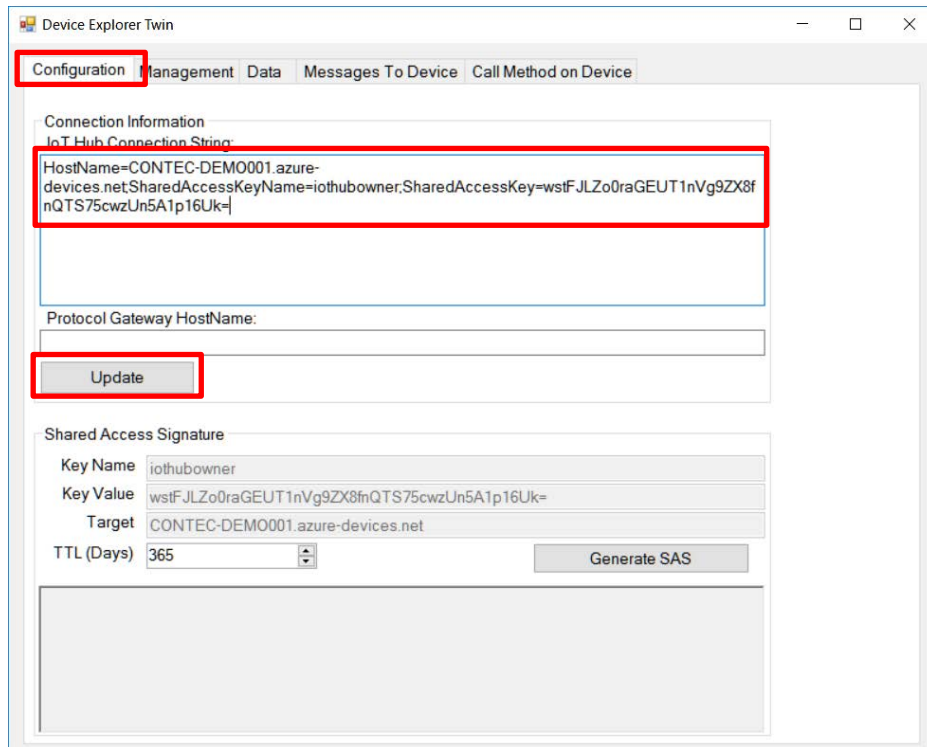 Device Explorer Twin
Configuration Management Data Messages To Device Call Method on Device
Connection Information
IoT Hub Connection String:
HostName=CONTEC-DEMO001.azure-
devices.net;SharedAccessKeyName=iothubowner;SharedAccessKey=wstFJLZo0raGEUT1nVg9ZX8f
nQTS75cwzUn5A1p16Uk=
Protocol Gateway HostName:
Update
Shared Access Signature
Key Name iothubowner
Key Value wstFJLZo0raGEUT1nVg9ZX8fnQTS75cwzUn5A1p16Uk=
Target CONTEC-DEMO001.azure-devices.net
TTL (Days) 365
Generate SAS